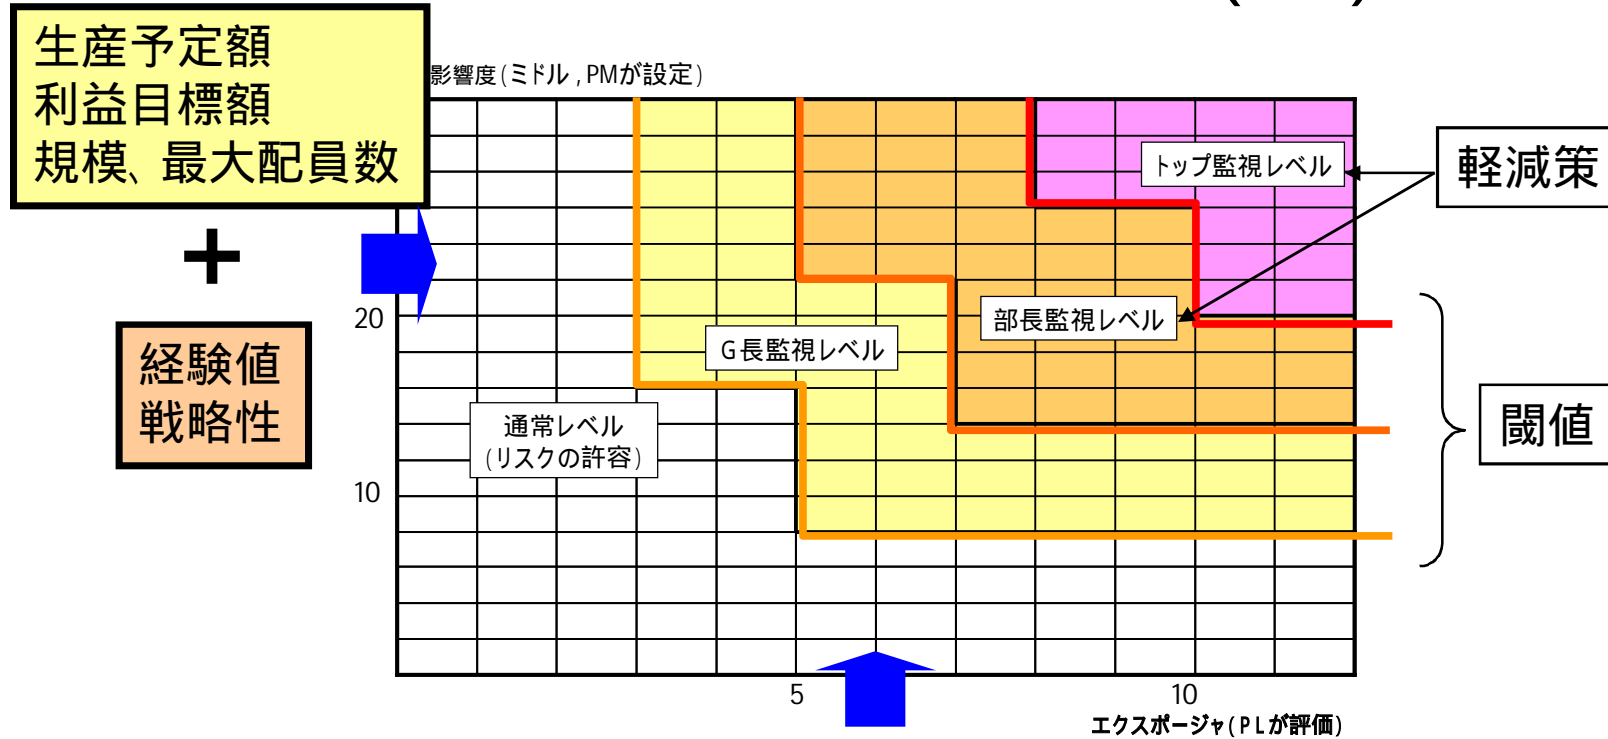 生産予定額
利益目標額
規模、最大配員数
+
経験値
戦略性
影響度(ミドル,PMが設定)
トップ監視レベル
軽減策
20
部長監視レベル
G長監視レベル
閾値
通常レベル
(リスクの許容)
10
5
10
エクスポージャ(PLが評価)